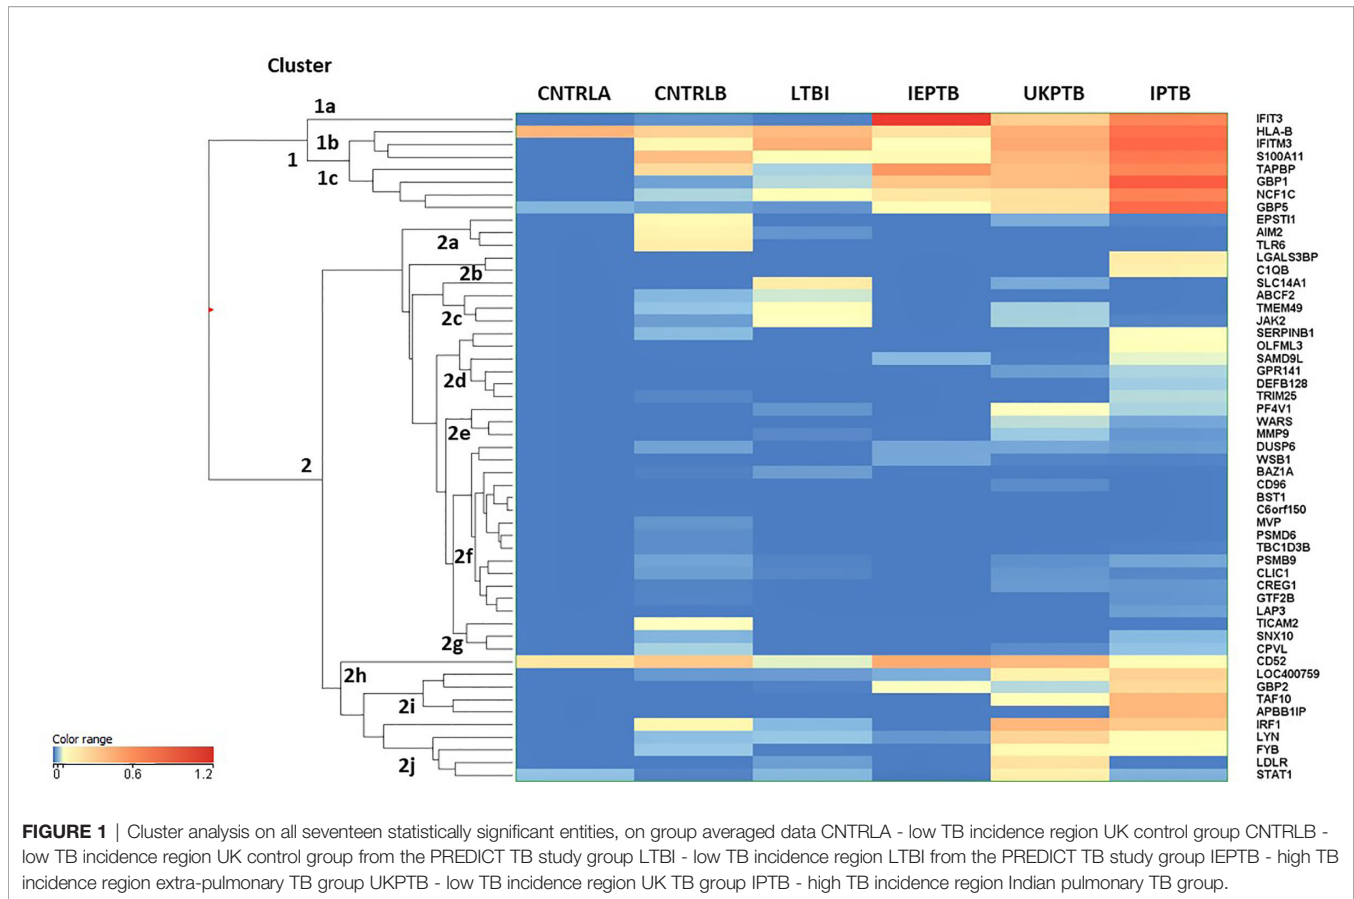 Cluster
CNTRLA CNTRLB LTBI IEPTB UKPTB IPTB
1a
1b
1
1c
2a
2b
2c
2d
2e
2
2f
2g
2h
2i
2j
IFIT3
HLA-B
IFITM3
S100A11
TAPBP
GBP1
NCF1C
GBP5
EPSTI1
AIM2
TLR6
LGALS3BP
C1QB
SLC14A1
ABCF2
TMEM49
JAK2
SERPINB1
OLFML3
SAMD9L
GPR141
DEFB128
TRIM25
PF4V1
WARS
MMP9
DUSP6
WSB1
BAZ1A
CD96
BST1
C6orf150
MVP
PSMD6
TBC1D3B
PSMB9
CLIC1
CREG1
GTF2B
LAP3
TICAM2
SNX10
CPVL
CD52
LOC400759
GBP2
TAF10
APBB1IP
IRF1
LYN
FYB
LDLR
STAT1
Color range
0 0.6 1.2
FIGURE 1 | Cluster analysis on all seventeen statistically significant entities, on group averaged data CNTRLA - low TB incidence region UK control group CNTRLB -
low TB incidence region UK control group from the PREDICT TB study group LTBI - low TB incidence region LTBI from the PREDICT TB study group IEPTB - high TB
incidence region extra-pulmonary TB group UKPTB - low TB incidence region UK TB group IPTB - high TB incidence region Indian pulmonary TB group.